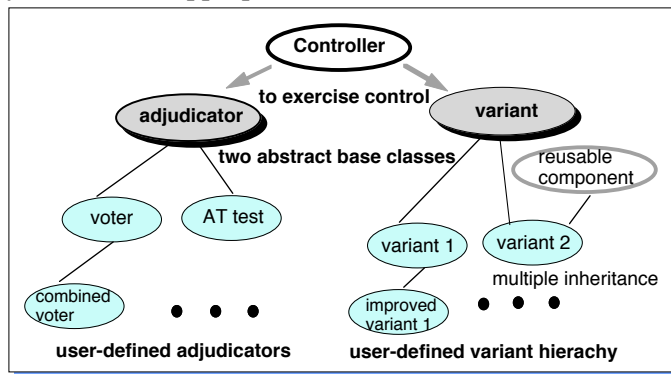 Controller
to exercise control
adjudicator
variant
two abstract base classes
reusable
component
voter
AT test
variant 1
variant 2
multiple inheritance
combined
voter
improved
variant 1
user-defined adjudicators
user-defined variant hierachy